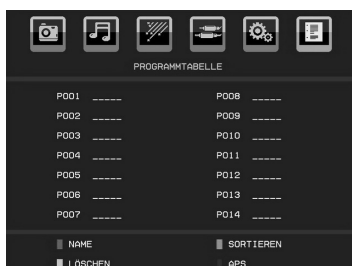 PROGRAMMTABELLE
P001 _____ P008 _____
P002 _____ P009 _____
P003 _____ P010 _____
P004 _____ P011 _____
P005 _____ P012 _____
P006 _____ P013 _____
P007 _____ P014 _____
NAME SORTIEREN
LÖSCHEN APS